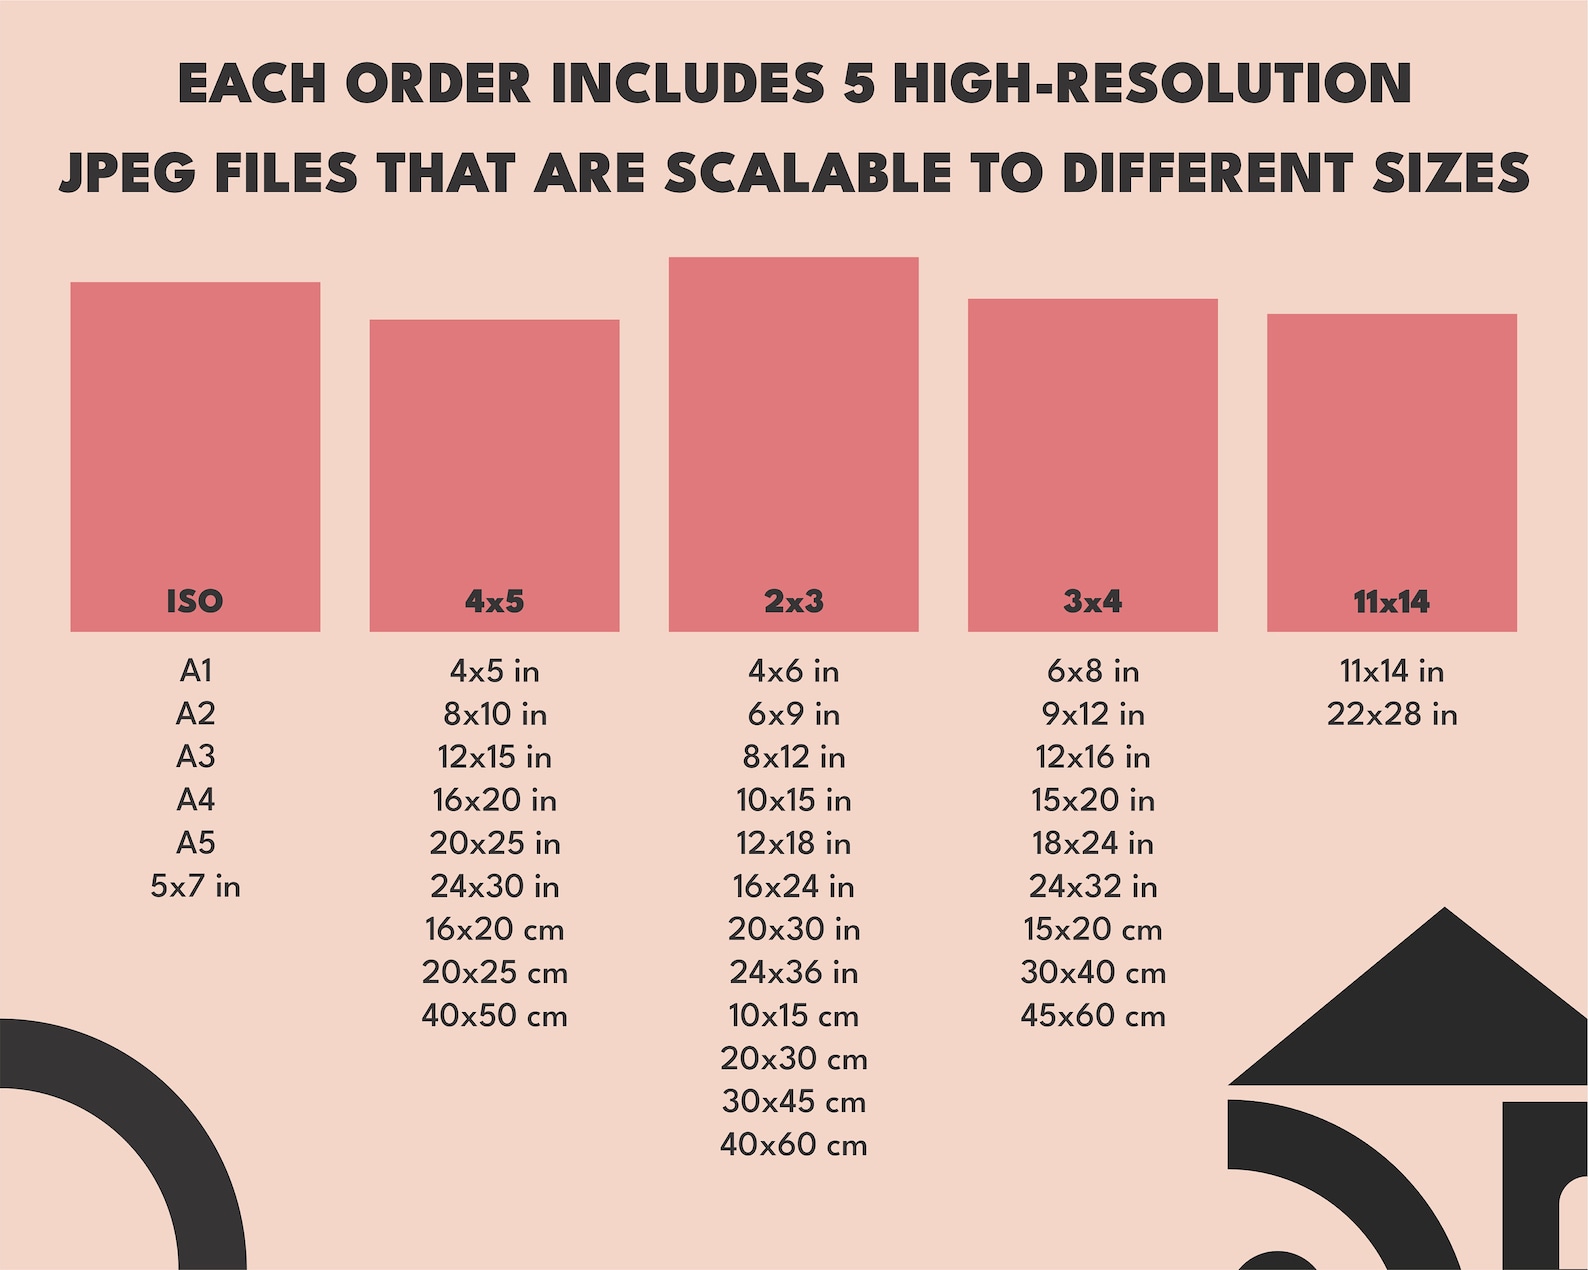 EACH ORDER INCLUDES 5 HIGH-RESOLUTION
JPEG FILES THAT ARE SCALABLE TO DIFFERENT SIZES
ISO
A1
A2
A3
A4
A5
5x7 in
4x5
4x5 in
8x10 in
12x15 in
16x20 in
20x25 in
24x30 in
16x20 cm
20x25 cm
40x50 cm
2x3
4x6 in
6x9 in
8x12 in
10x15 in
12x18 in
16x24 in
20x30 in
24x36 in
10x15 cm
20x30 cm
30x45 cm
40x60 cm
3x4
6x8 in
9x12 in
12x16 in
15x20 in
18x24 in
24x32 in
15x20 cm
30x40 cm
45x60 cm
11x14
11x14 in
22x28 in